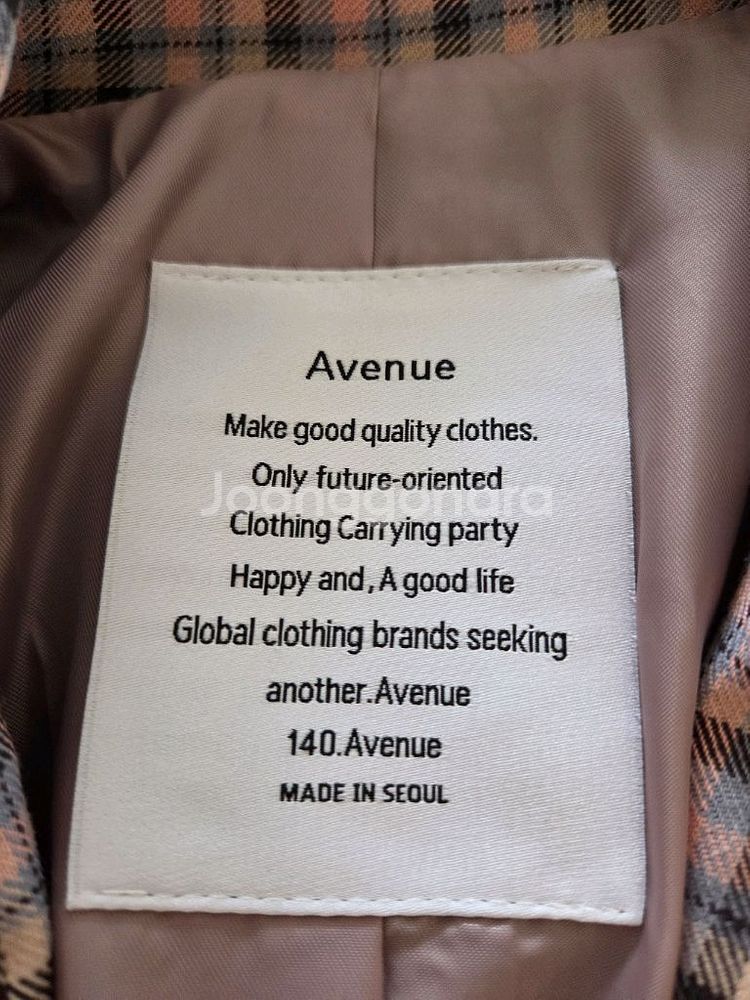 Avenue
Make good quality clothes.
Only future-oriented
Joonggonara
Clothing Carrying party
Happy and,A good life
Global clothing brands seeking
another.Avenue
140.Avenue
MADE IN SEOUL